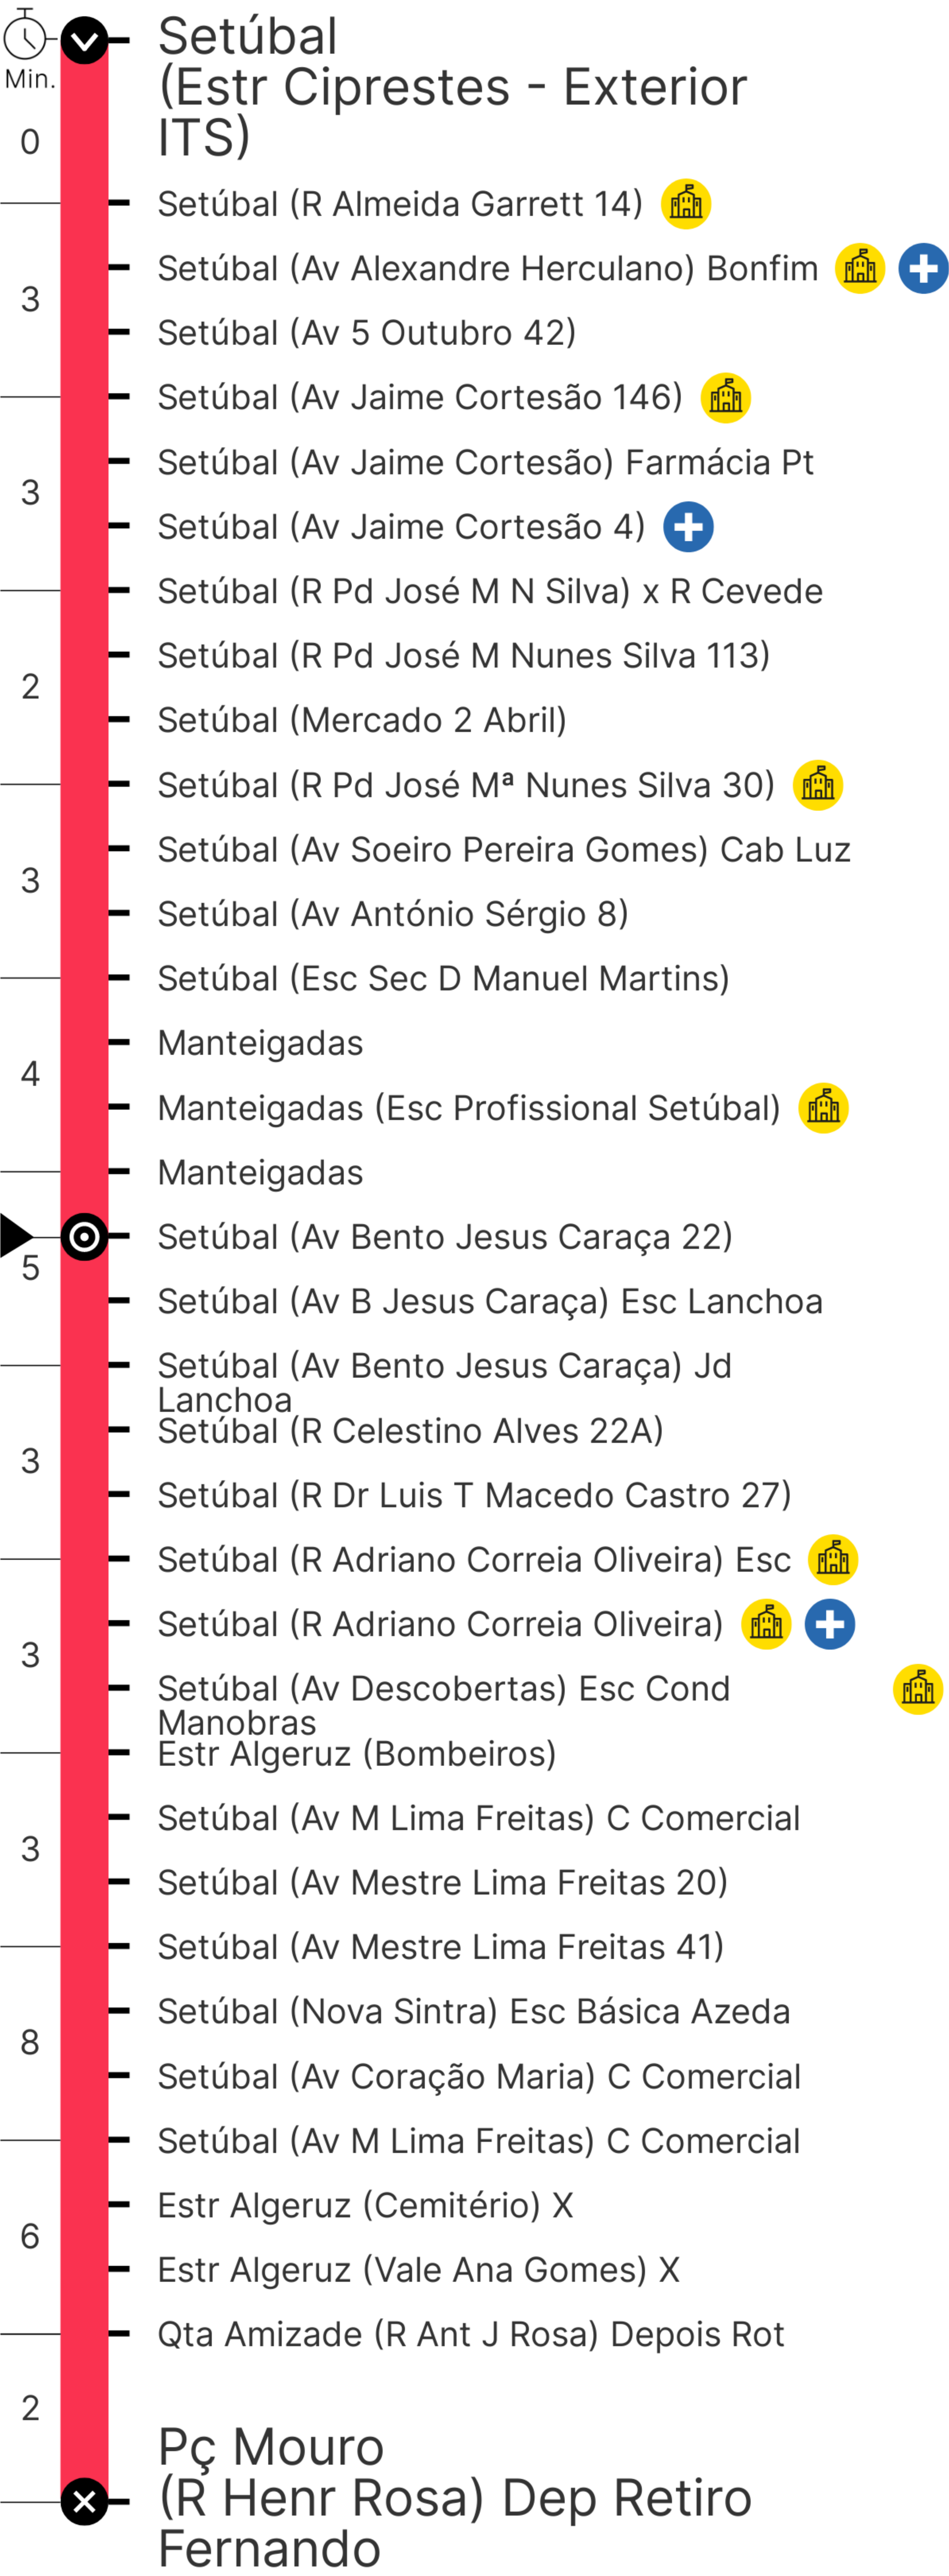 Setúbal
(Estr Ciprestes - Exterior
ITS)
Min.
0
Setúbal (R Almeida Garrett 14)
Setúbal (Av Alexandre Herculano) Bonfim
3
Setúbal (Av 5 Outubro 42)
Setúbal (Av Jaime Cortesão 146)
Setúbal (Av Jaime Cortesão) Farmácia Pt
3
Setúbal (Av Jaime Cortesão 4)
Setúbal (R Pd José M N Silva) x R Cevede
Setúbal (R Pd José M Nunes Silva 113)
2
Setúbal (Mercado 2 Abril)
Setúbal (R Pd José Mª Nunes Silva 30)
Setúbal (Av Soeiro Pereira Gomes) Cab Luz
3
Setúbal (Av António Sérgio 8)
Setúbal (Esc Sec D Manuel Martins)
Manteigadas
4
Manteigadas (Esc Profissional Setúbal)
Manteigadas
Setúbal (Av Bento Jesus Caraça 22)
5
Setúbal (Av B Jesus Caraça) Esc Lanchoa
Setúbal (Av Bento Jesus Caraça) Jd
Lanchoa
Setúbal (R Celestino Alves 22A)
3
Setúbal (R Dr Luis T Macedo Castro 27)
Setúbal (R Adriano Correia Oliveira) Esc
Setúbal (R Adriano Correia Oliveira)
3
Setúbal (Av Descobertas) Esc Cond
Manobras
Estr Algeruz (Bombeiros)
Setúbal (Av M Lima Freitas) C Comercial
3
Setúbal (Av Mestre Lima Freitas 20)
Setúbal (Av Mestre Lima Freitas 41)
Setúbal (Nova Sintra) Esc Básica Azeda
8
Setúbal (Av Coração Maria) C Comercial
Setúbal (Av M Lima Freitas) C Comercial
Estr Algeruz (Cemitério) X
6
Estr Algeruz (Vale Ana Gomes) X
Qta Amizade (R Ant J Rosa) Depois Rot
2
Pç Mouro
(R Henr Rosa) Dep Retiro
Fernando